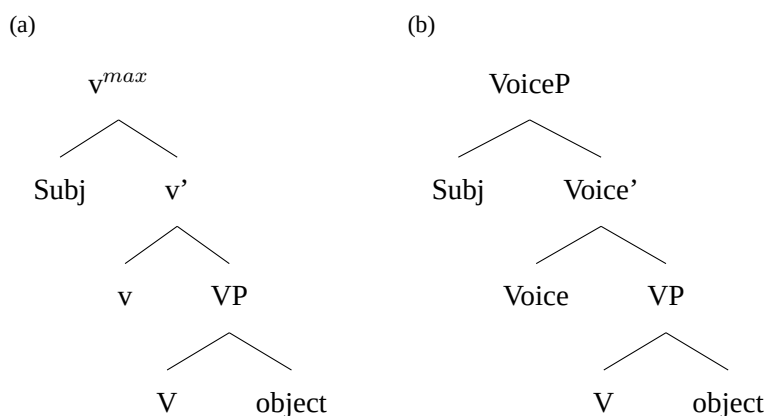 (a) (b)
v^{max} VoiceP
Subj v’ Subj Voice’
v VP Voice VP
V object V object